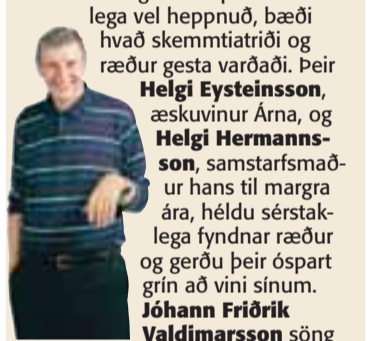 lega vel heppnuð, bæði
hvað skemmtiatriði og
ræður gesta varðaði. Þeir
Helgi Eysteinsson,
æskuvinur Árna, og
Helgi Hermanns-
son, samstarfsmað-
ur hans til margra
ára, héldu sérstak-
lega fyndnar ræður
og gerðu þeir óspart
grín að vini sínum.
Jóhann Friðrik
Valdimarsson söng